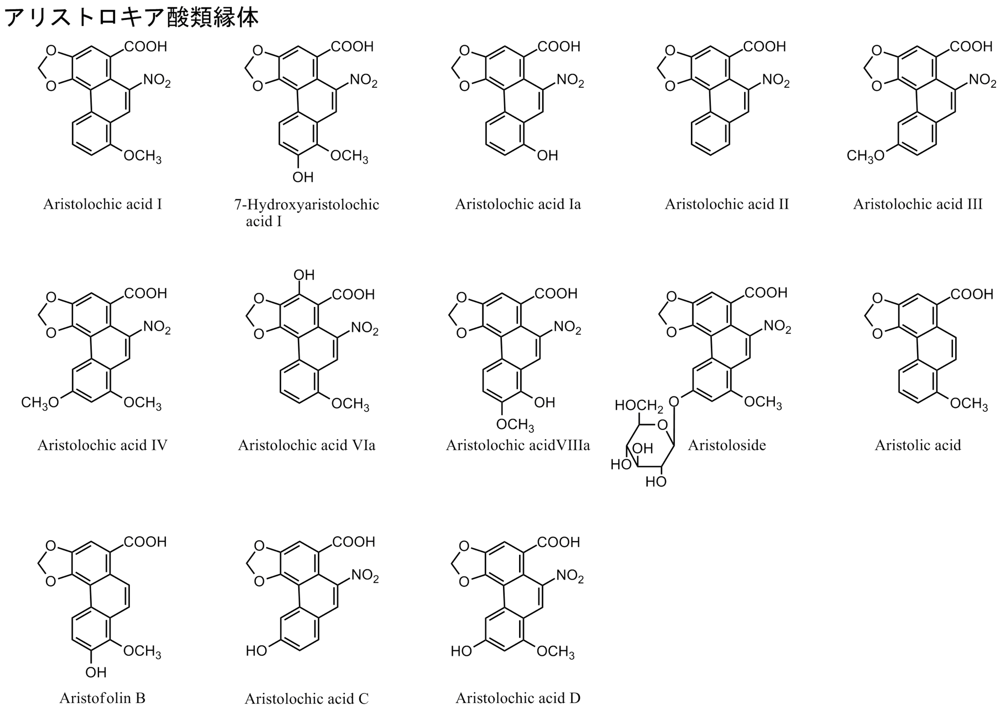 アリストロキア酸類縁体
O
O
COOH
NO2
OCH3
Aristolochic acid I
O
O
COOH
NO2
OCH3
OH
7-Hydroxyaristolochic
acid I
O
O
COOH
NO2
OH
Aristolochic acid Ia
O
O
COOH
NO2
Aristolochic acid II
O
O
COOH
NO2
CH3O
Aristolochic acid III
O
O
COOH
NO2
CH3O
OCH3
Aristolochic acid IV
OH
O
O
COOH
NO2
OCH3
Aristolochic acid VIa
O
O
COOH
NO2
OH
OCH3
Aristolochic acidVIIIa
O
O
COOH
NO2
O
OCH3
HOCH2
O
OH
HO
HO
Aristoloside
O
O
COOH
OCH3
Aristolic acid
O
O
COOH
OCH3
OH
Aristofolin B
O
O
COOH
NO2
HO
Aristolochic acid C
O
O
COOH
NO2
HO
OCH3
Aristolochic acid D